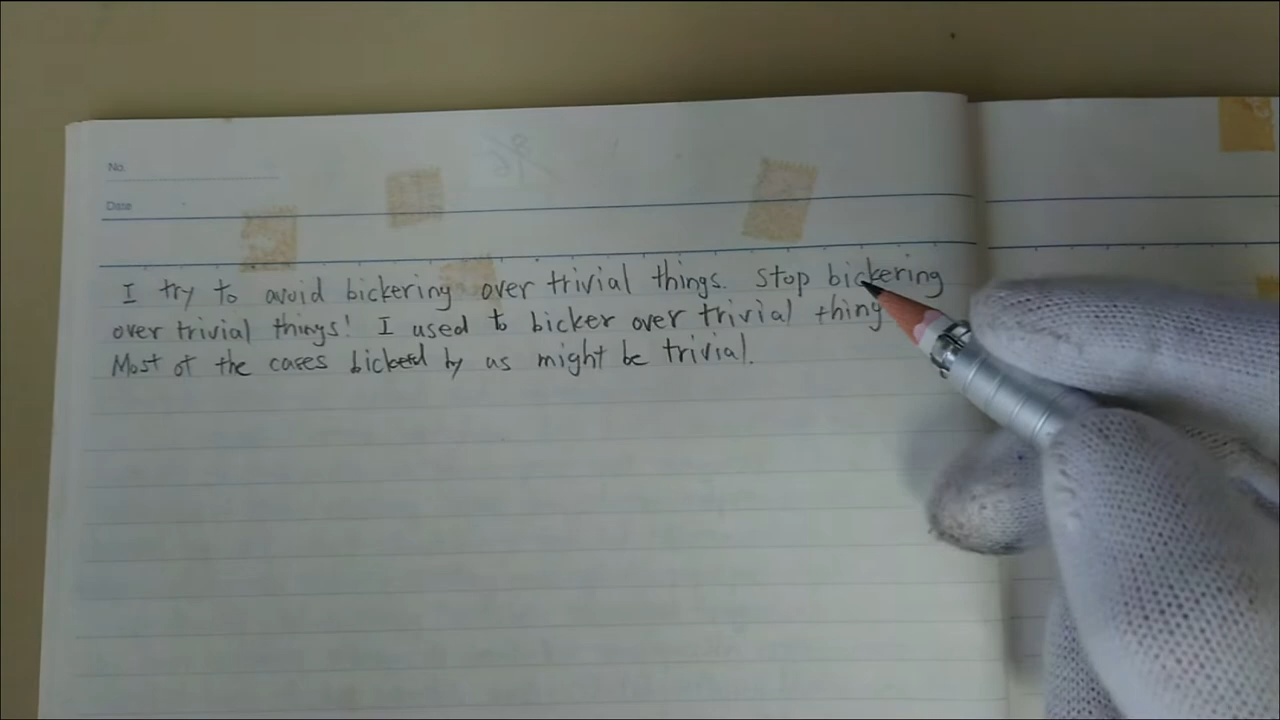 No.
Date
I try to avoid bickering over trivial things. Stop bickering
over trivial things! I used to bicker over trivial thing
Most of the cases bickered by us might be trivial.